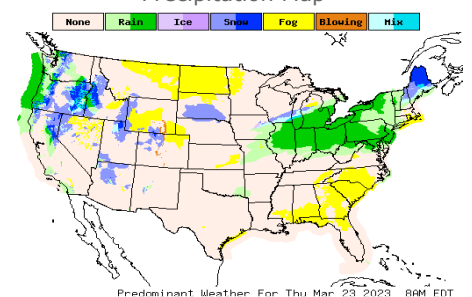 Precipitation Map
None Rain Ice Snow Fog Blowing Mix
Predominant Weather For Thu Mar 23 2023 8AM EDT